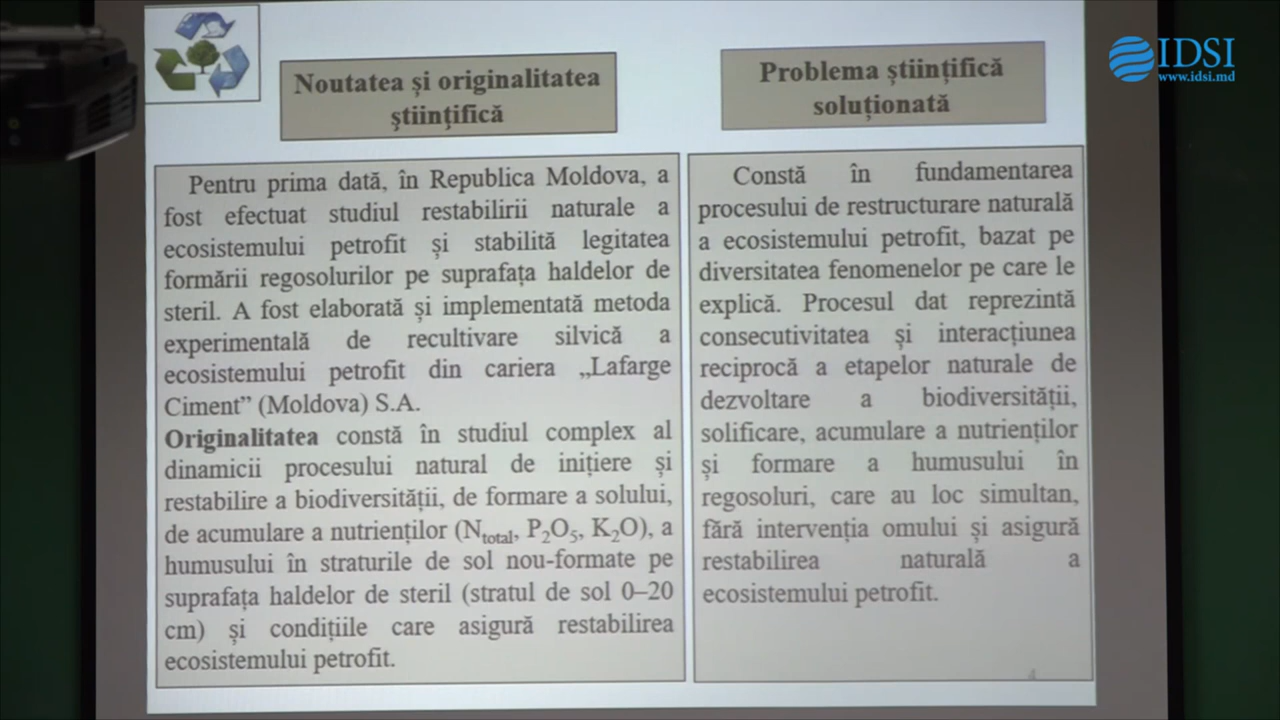 IDSI
www.idsi.md
Noutatea și originalitatea
ştiinţifică
Problema științifică
soluționată
Pentru prima dată, în Republica Moldova, a
fost efectuat studiul restabilirii naturale a
ecosistemului petrofit și stabilită legitatea
formării regosolurilor pe suprafața haldelor de
steril. A fost elaborată și implementată metoda
experimentală de recultivare silvică a
ecosistemului petrofit din cariera „Lafarge
Ciment” (Moldova) S.A.
Originalitatea constă în studiul complex al
dinamicii procesului natural de inițiere și
restabilire a biodiversității, de formare a solului,
de acumulare a nutrienților (Ntotal, P2O5, K2O), a
humusului în straturile de sol nou-formate pe
suprafața haldelor de steril (stratul de sol 0–20
cm) și condițiile care asigură restabilirea
ecosistemului petrofit.
Constă în fundamentarea
procesului de restructurare naturală
a ecosistemului petrofit, bazat pe
diversitatea fenomenelor pe care le
explică. Procesul dat reprezintă
consecutivitatea și interacțiunea
reciprocă a etapelor naturale de
dezvoltare a biodiversității,
solificare, acumulare a nutrienților
și formare a humusului în
regosoluri, care au loc simultan,
fără intervenția omului și asigură
restabilirea naturală a
ecosistemului petrofit.
4